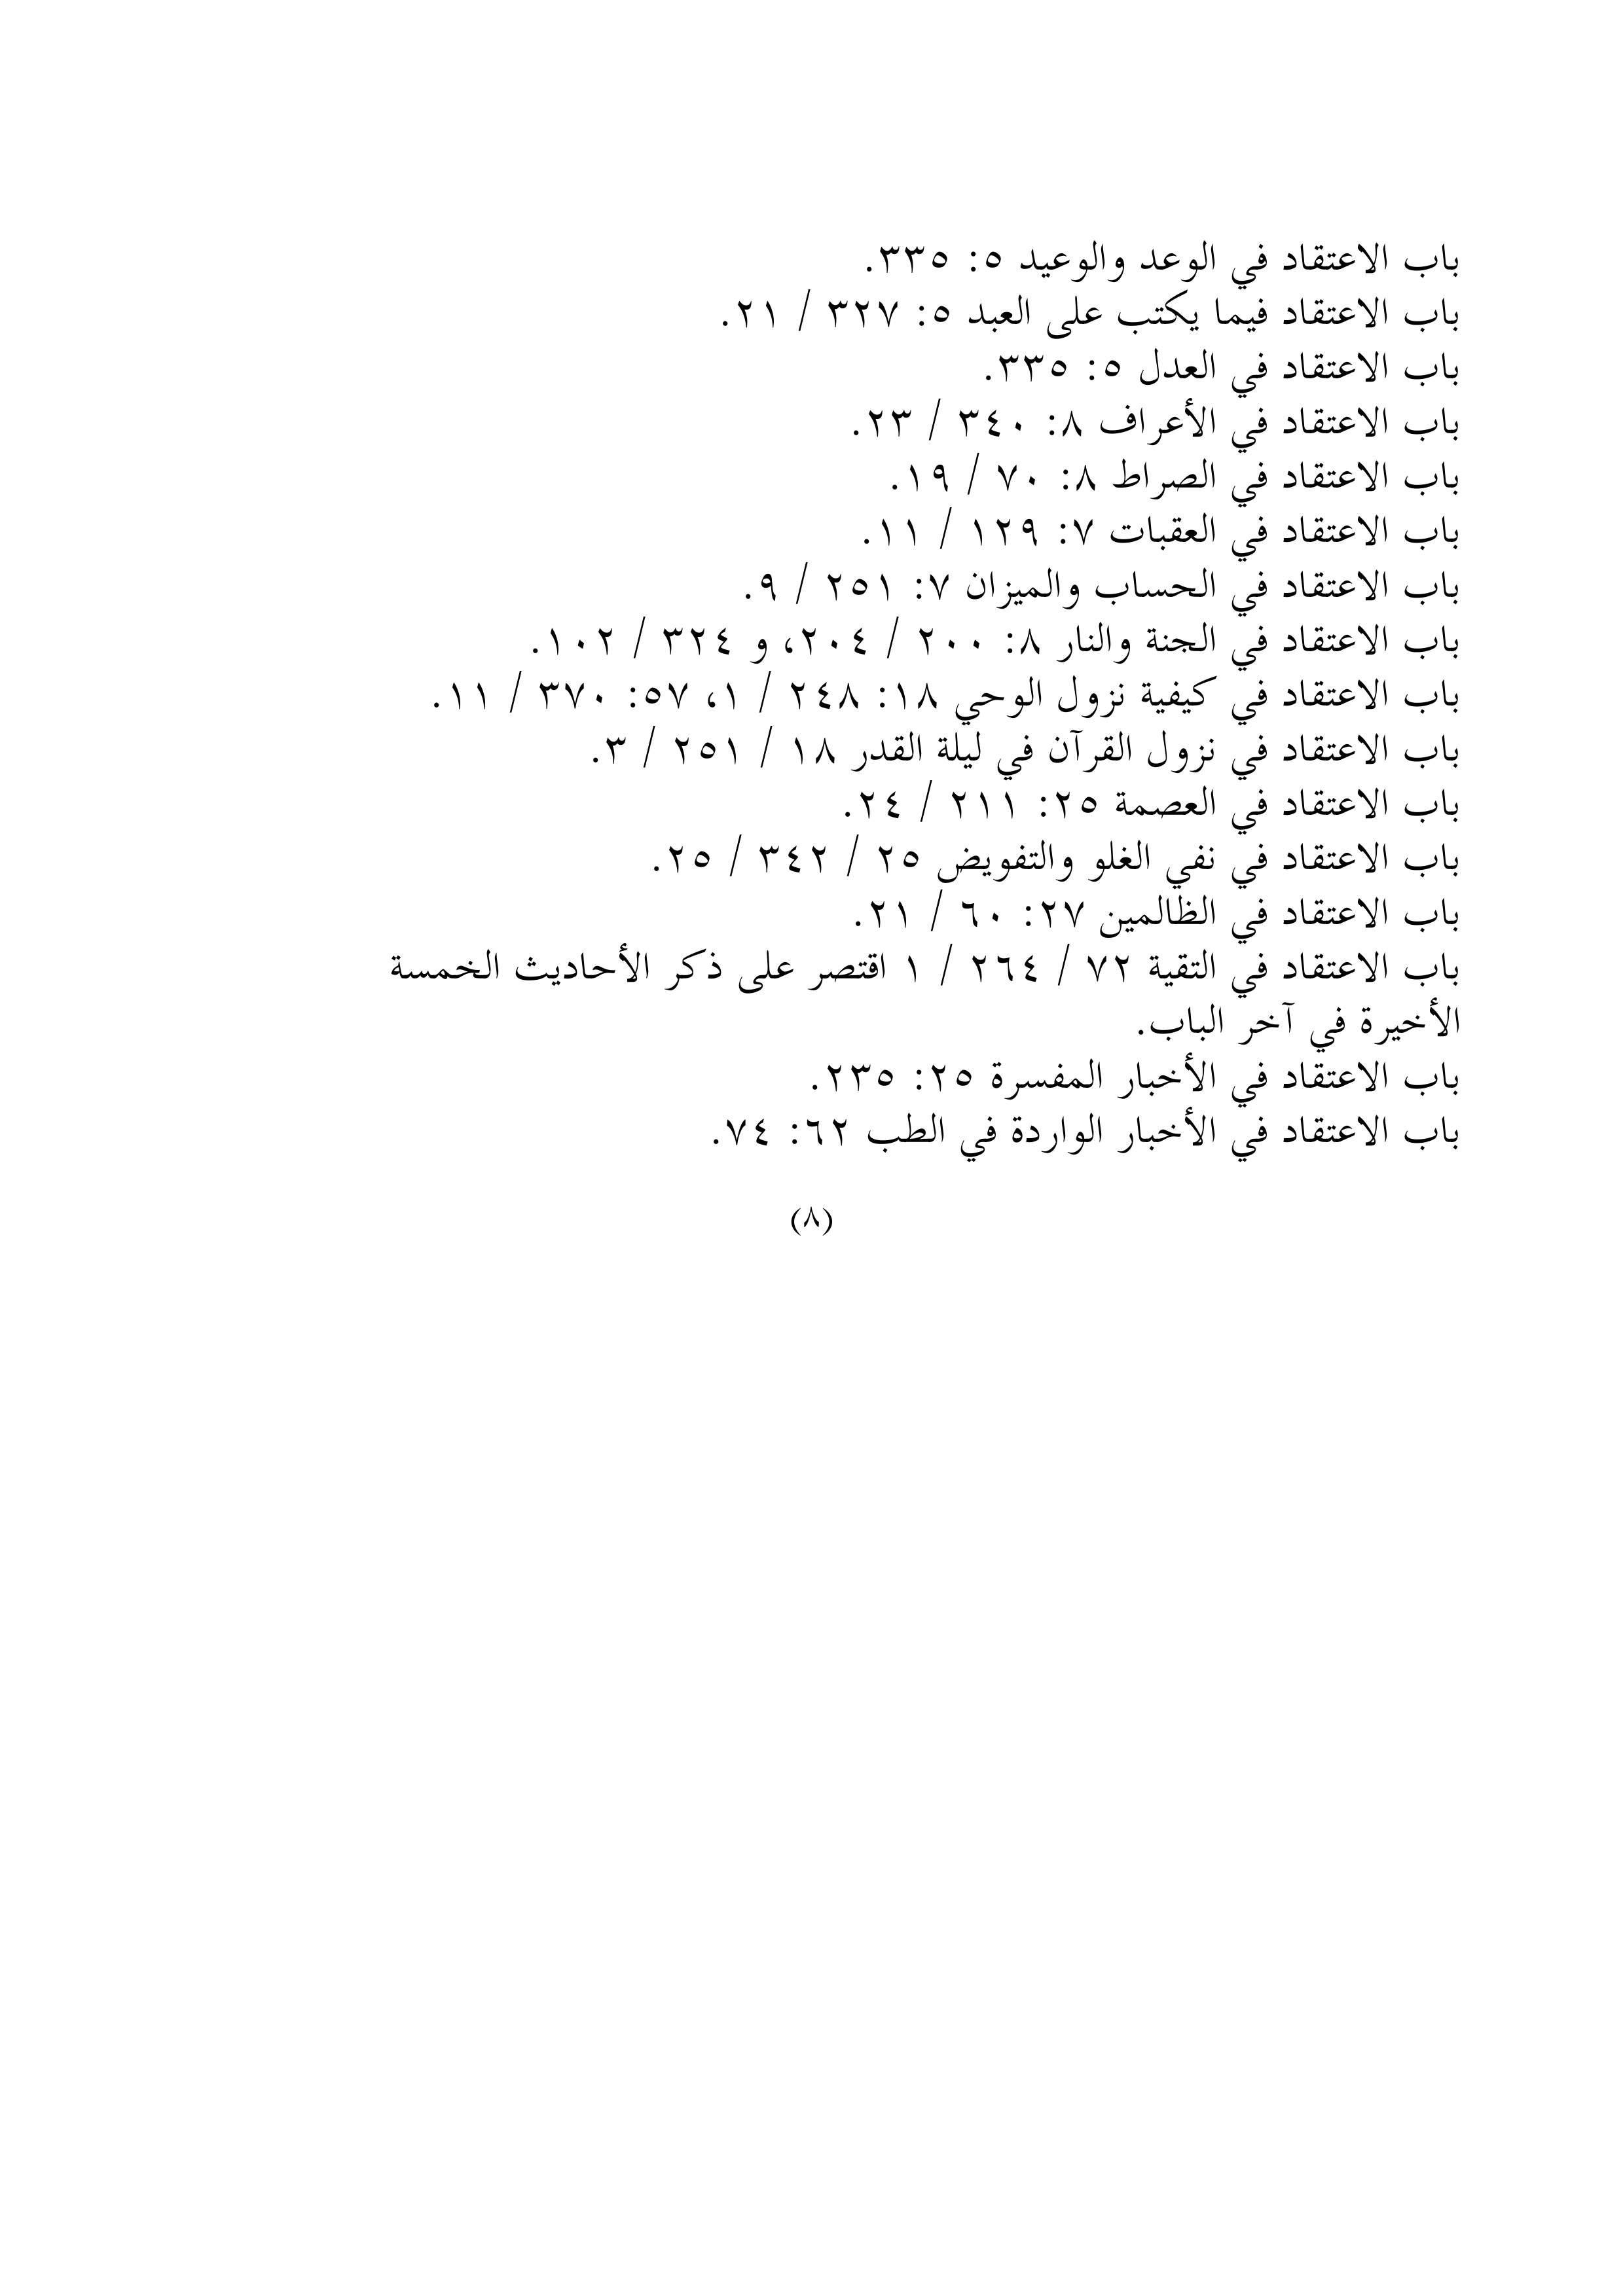 باب الاعتقاد في الوعد والوعيد ٥: ٣٣٥.
باب الاعتقاد فيما يكتب على العبد ٥: ٣٢٧ / ٢١.
باب الاعتقاد في العدل ٥: ٣٣٥.
باب الاعتقاد في الأعراف ٨: ٣٤٠ / ٢٣.
باب الاعتقاد في الصراط ٨: ٧٠ / ١٩.
باب الاعتقاد في العقبات ٧: ١٢٩ / ١١.
باب الاعتقاد في الحساب والميزان ٧: ٢٥١ / ٩.
باب الاعتقاد في الجنة والنار ٨: ٢٠٠ / ٢٠٤، و ٣٢٤ / ١٠٢.
باب الاعتقاد في كيفية نزول الوحي ١٨: ٢٤٨ / ١، ٥٧: ٣٧٠ / ١١.
باب الاعتقاد في نزول القرآن في ليلة القدر ١٨ / ٢٥١ / ٣.
باب الاعتقاد في العصمة ٢٥: ٢١١ / ٢٤.
باب الاعتقاد في نفي الغلو والتفويض ٢٥ / ٣٤٢ / ٢٥.
باب الاعتقاد في الظالمين ٢٧: ٦٠ / ٢١.
باب الاعتقاد في التقية ٧٢ / ٢٦٤ / ١ اقتصر على ذكر الأحاديث الخمسة
الأخيرة في آخر الباب.
باب الاعتقاد في الأخبار المفسرة ٢٥: ٢٣٥.
باب الاعتقاد في الأخبار الواردة في الطب ٦٢: ٧٤.
(٨)